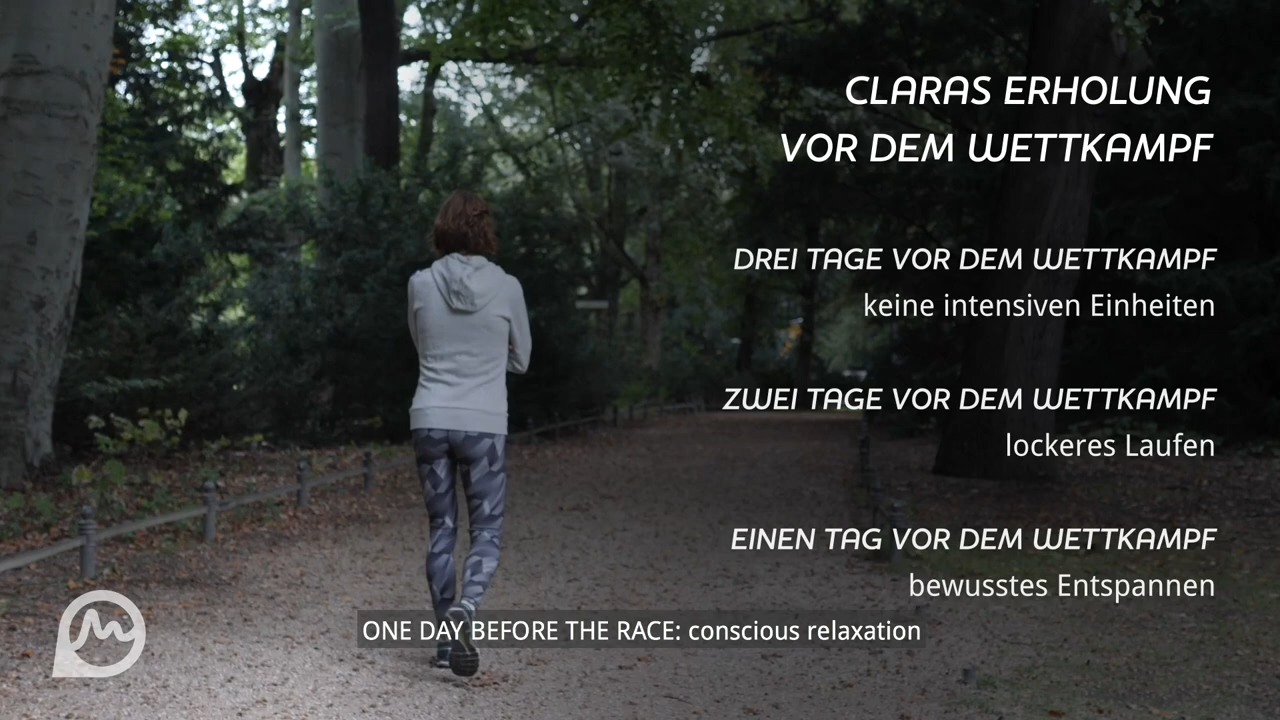 CLARAS ERHOLUNG
VOR DEM WETTKAMPF
DREI TAGE VOR DEM WETTKAMPF
keine intensiven Einheiten
ZWEI TAGE VOR DEM WETTKAMPF
lockeres Laufen
EINEN TAG VOR DEM WETTKAMPF
bewusstes Entspannen
ONE DAY BEFORE THE RACE: conscious relaxation